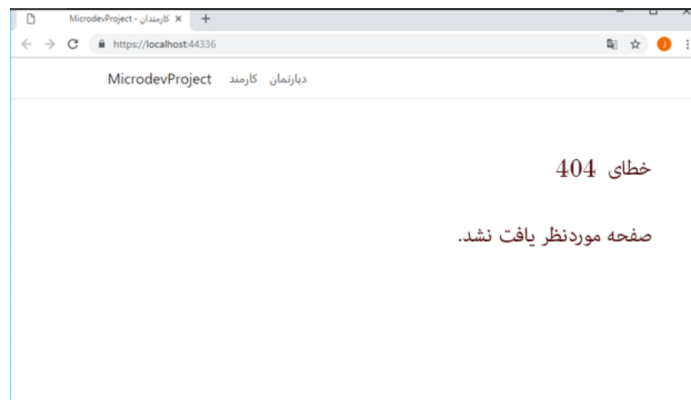 MicrodevProject - کارمندان
https://localhost:44336
MicrodevProject کارمند دپارتمان
خطای 404
صفحه موردنظر یافت نشد.